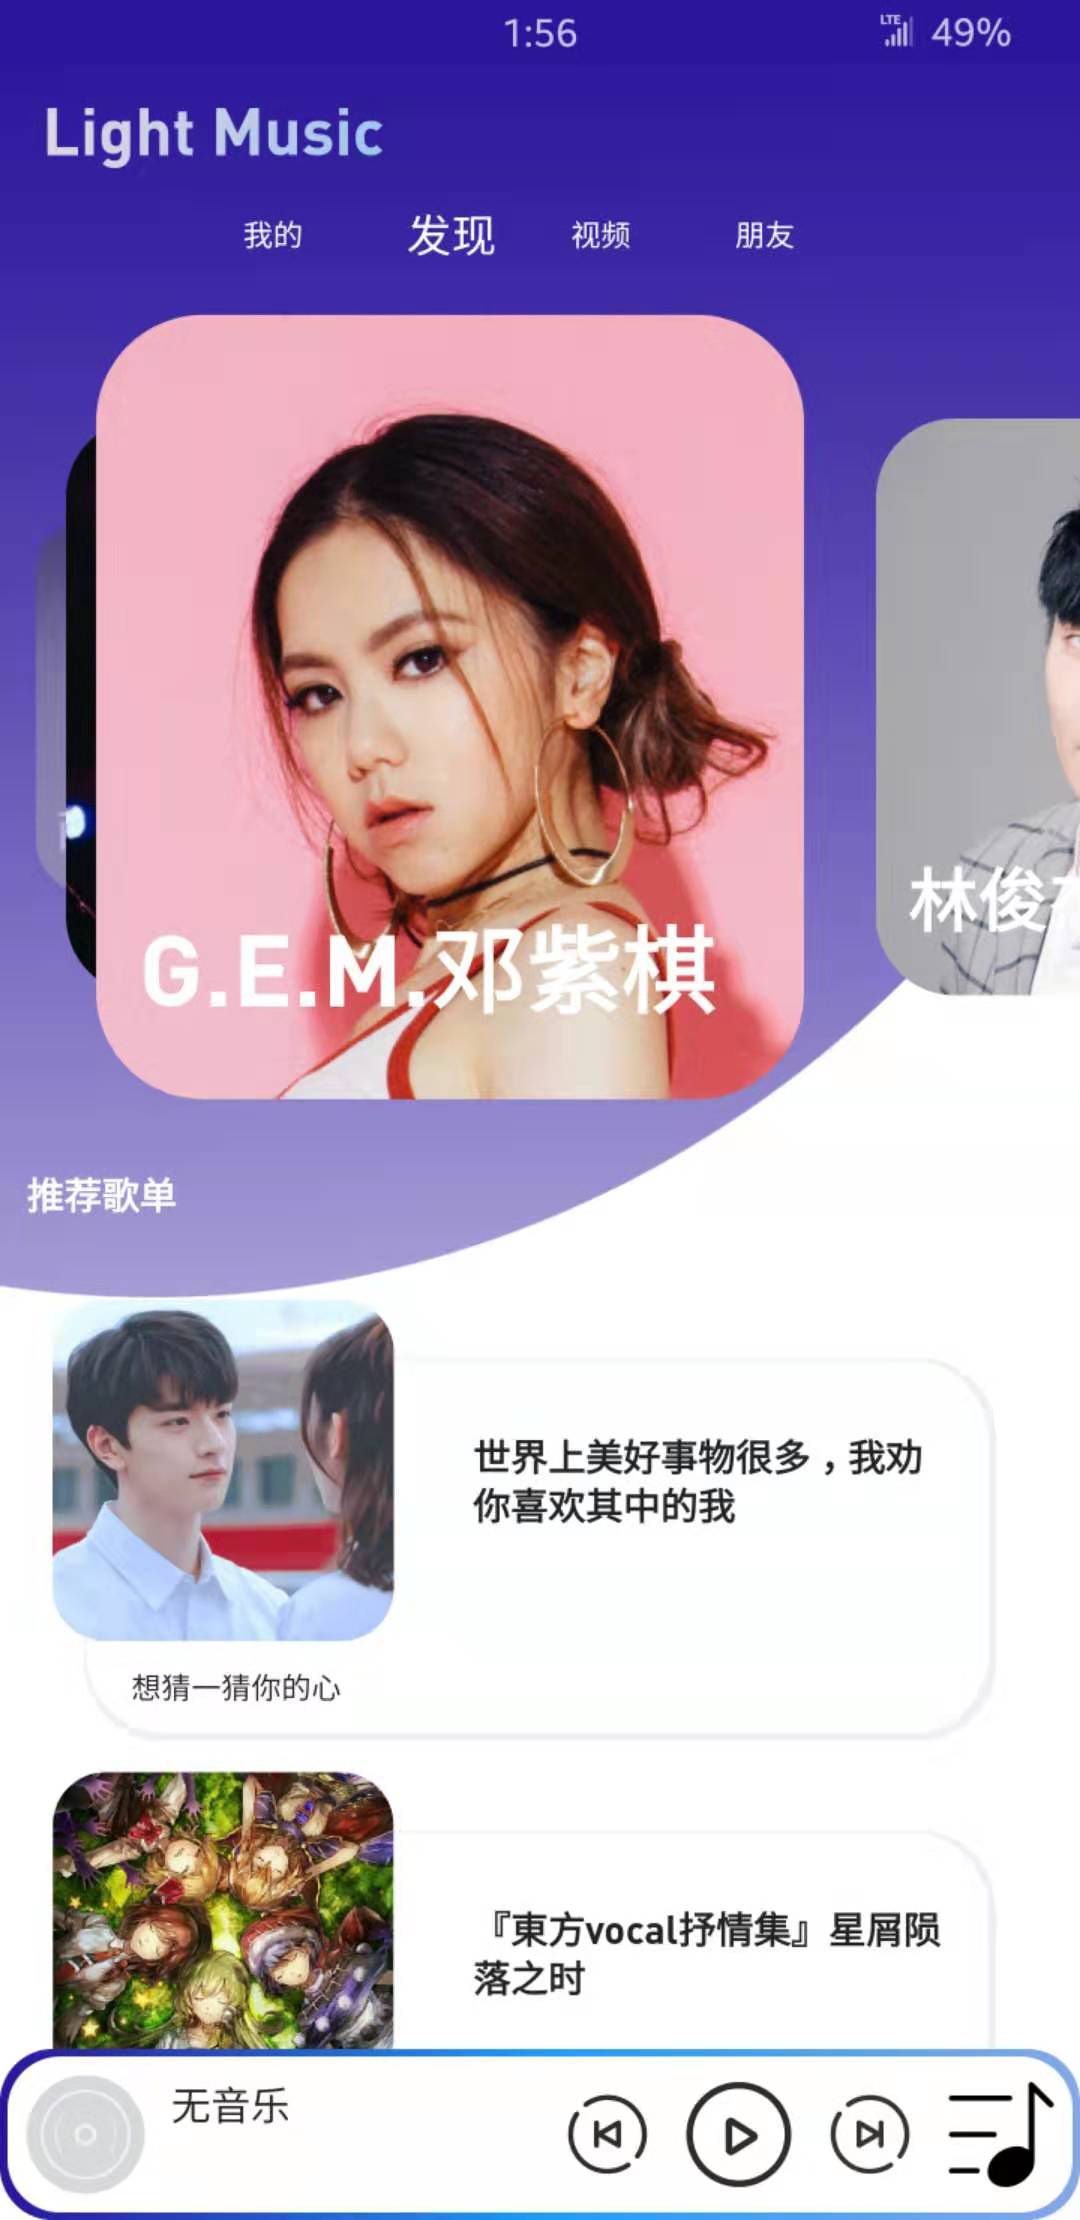 1:56
LTE 49%
Light Music
我的 发现 视频 朋友
G.E.M.邓紫棋
林俊
推荐歌单
世界上美好事物很多，我劝
你喜欢其中的我
想猜一猜你的心
『東方vocal抒情集』星屑陨
落之时
无音乐